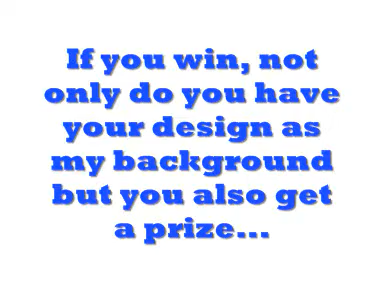 If you win, not
only do you have
your design as
my background
but you also get
a prize...